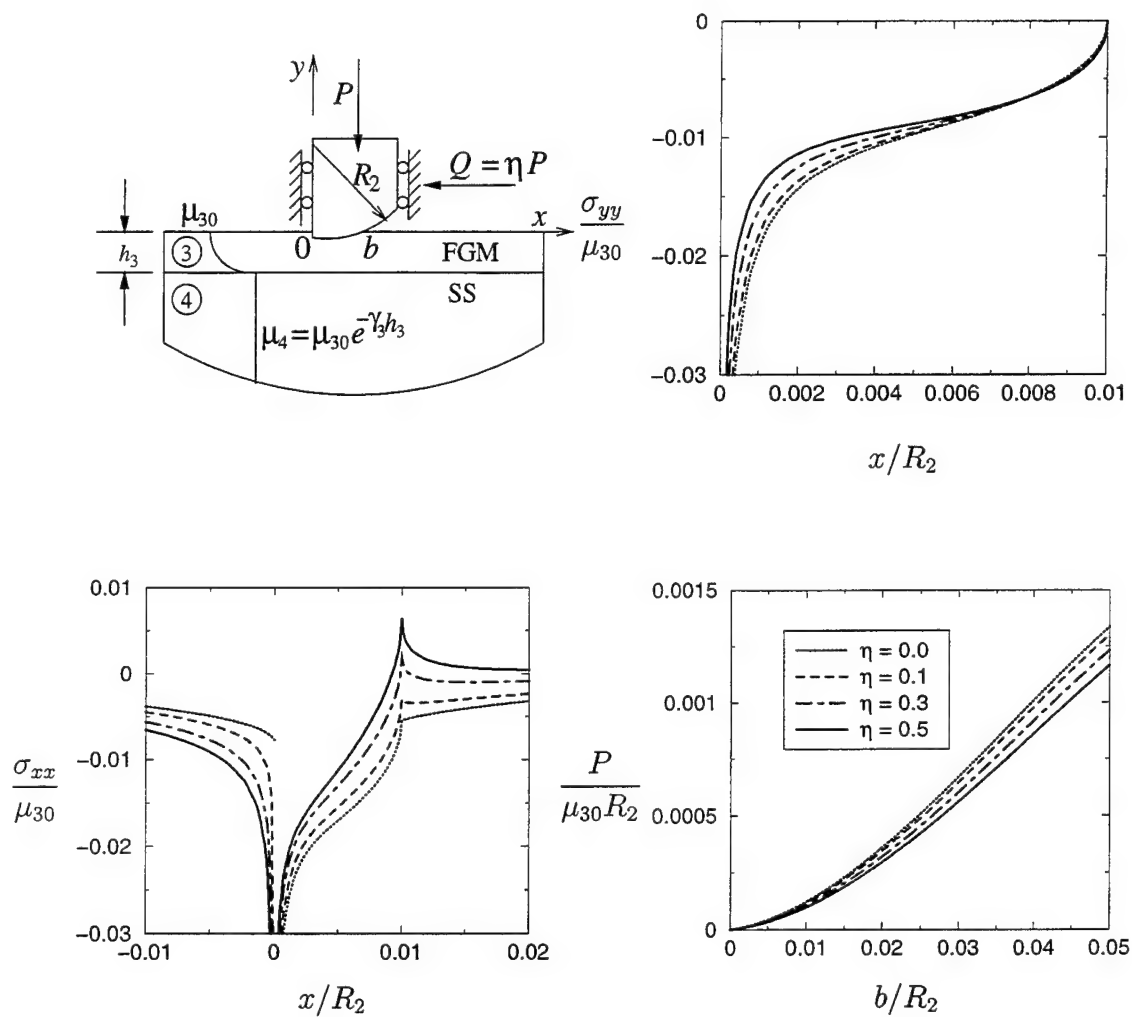 y
P
R₂
Q = ηP
μ₃₀
x
h₃
③
0
b
FGM
④
SS
μ₄=μ₃₀e^{-γ₃h₃}
σ_yy/μ₃₀
0
−0.01
−0.02
−0.03
0 0.002 0.004 0.006 0.008 0.01
x/R₂
σ_xx/μ₃₀
0.01
0
−0.01
−0.02
−0.03
−0.01 0 0.01 0.02
x/R₂
P/μ₃₀R₂
0.0015
0.001
0.0005
0
η = 0.0
η = 0.1
η = 0.3
η = 0.5
0 0.01 0.02 0.03 0.04 0.05
b/R₂